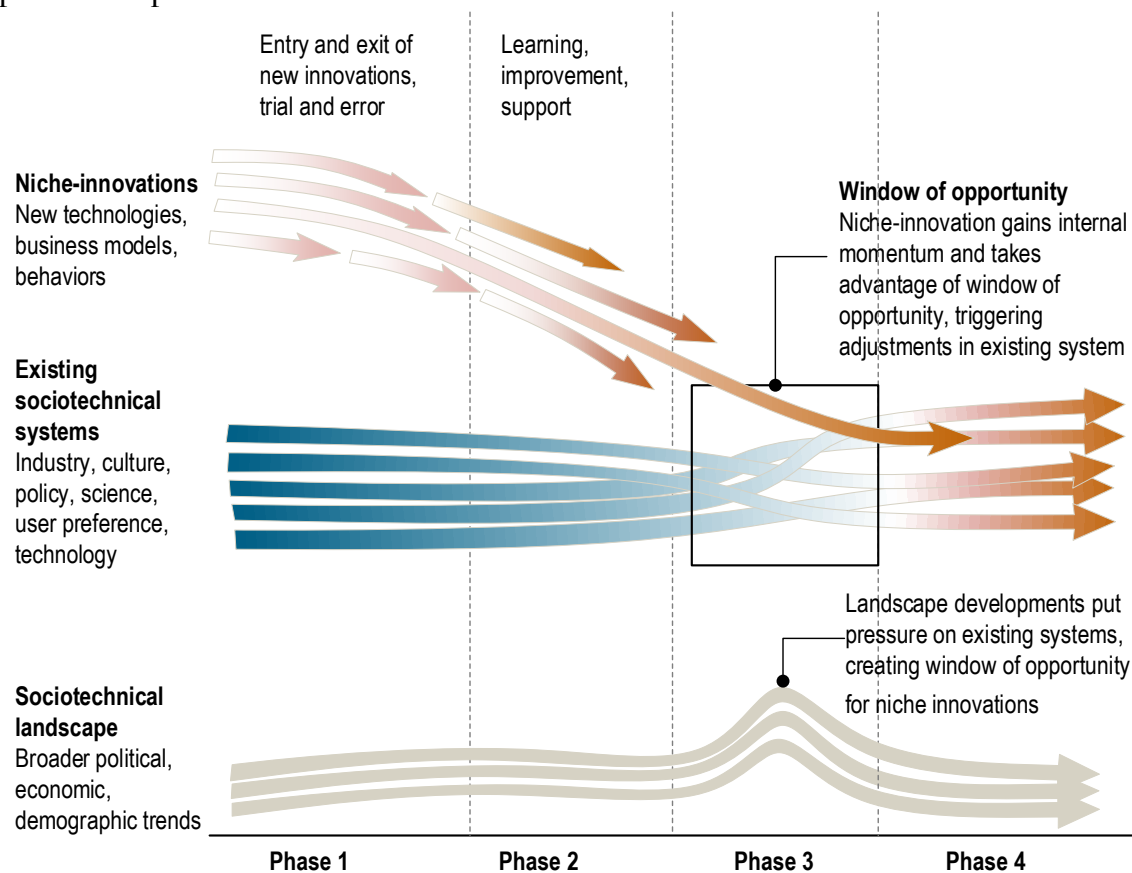 Entry and exit of
new innovations,
trial and error
Learning,
improvement,
support
Niche-innovations
New technologies,
business models,
behaviors
Window of opportunity
Niche-innovation gains internal
momentum and takes
advantage of window of
opportunity, triggering
adjustments in existing system
Existing
sociotechnical
systems
Industry, culture,
policy, science,
user preference,
technology
Landscape developments put
pressure on existing systems,
creating window of opportunity
for niche innovations
Sociotechnical
landscape
Broader political,
economic,
demographic trends
Phase 1
Phase 2
Phase 3
Phase 4